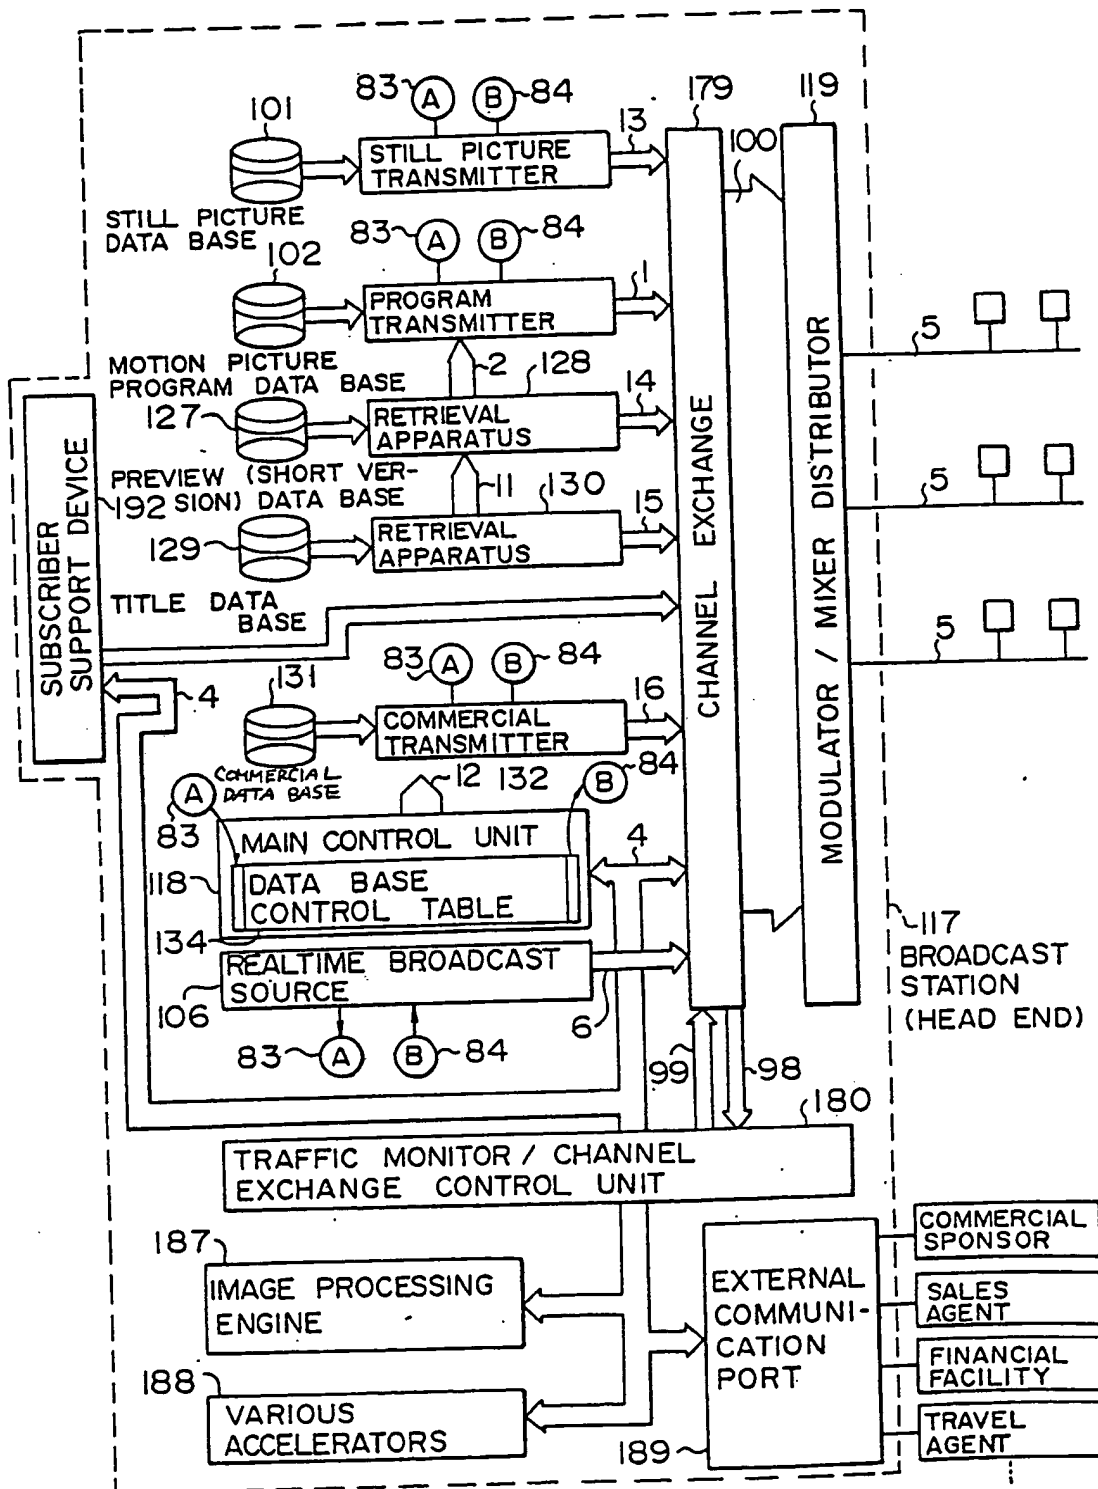 83 A B 84
101
179
119
13
100
STILL PICTURE
TRANSMITTER
STILL PICTURE
DATA BASE
83 A B 84
102
1
PROGRAM
TRANSMITTER
MOTION PICTURE
PROGRAM DATA BASE
2
128
14
127
RETRIEVAL
APPARATUS
PREVIEW (SHORT VER-
SION) DATA BASE
192
11
130
15
129
RETRIEVAL
APPARATUS
TITLE DATA
BASE
SUBSCRIBER
SUPPORT DEVICE
CHANNEL EXCHANGE
MODULATOR / MIXER DISTRIBUTOR
5
5
5
4
83 A B 84
131
16
COMMERCIAL
TRANSMITTER
COMMERCIAL
DATA BASE
12
132
B 84
A
83
MAIN CONTROL UNIT
118
DATA BASE
CONTROL TABLE
134
4
REALTIME BROADCAST
SOURCE
106
6
83 A B 84
99
98
117
BROADCAST
STATION
(HEAD END)
180
TRAFFIC MONITOR / CHANNEL
EXCHANGE CONTROL UNIT
187
IMAGE PROCESSING
ENGINE
188
VARIOUS
ACCELERATORS
EXTERNAL
COMMUNI-
CATION
PORT
189
COMMERCIAL
SPONSOR
SALES
AGENT
FINANCIAL
FACILITY
TRAVEL
AGENT